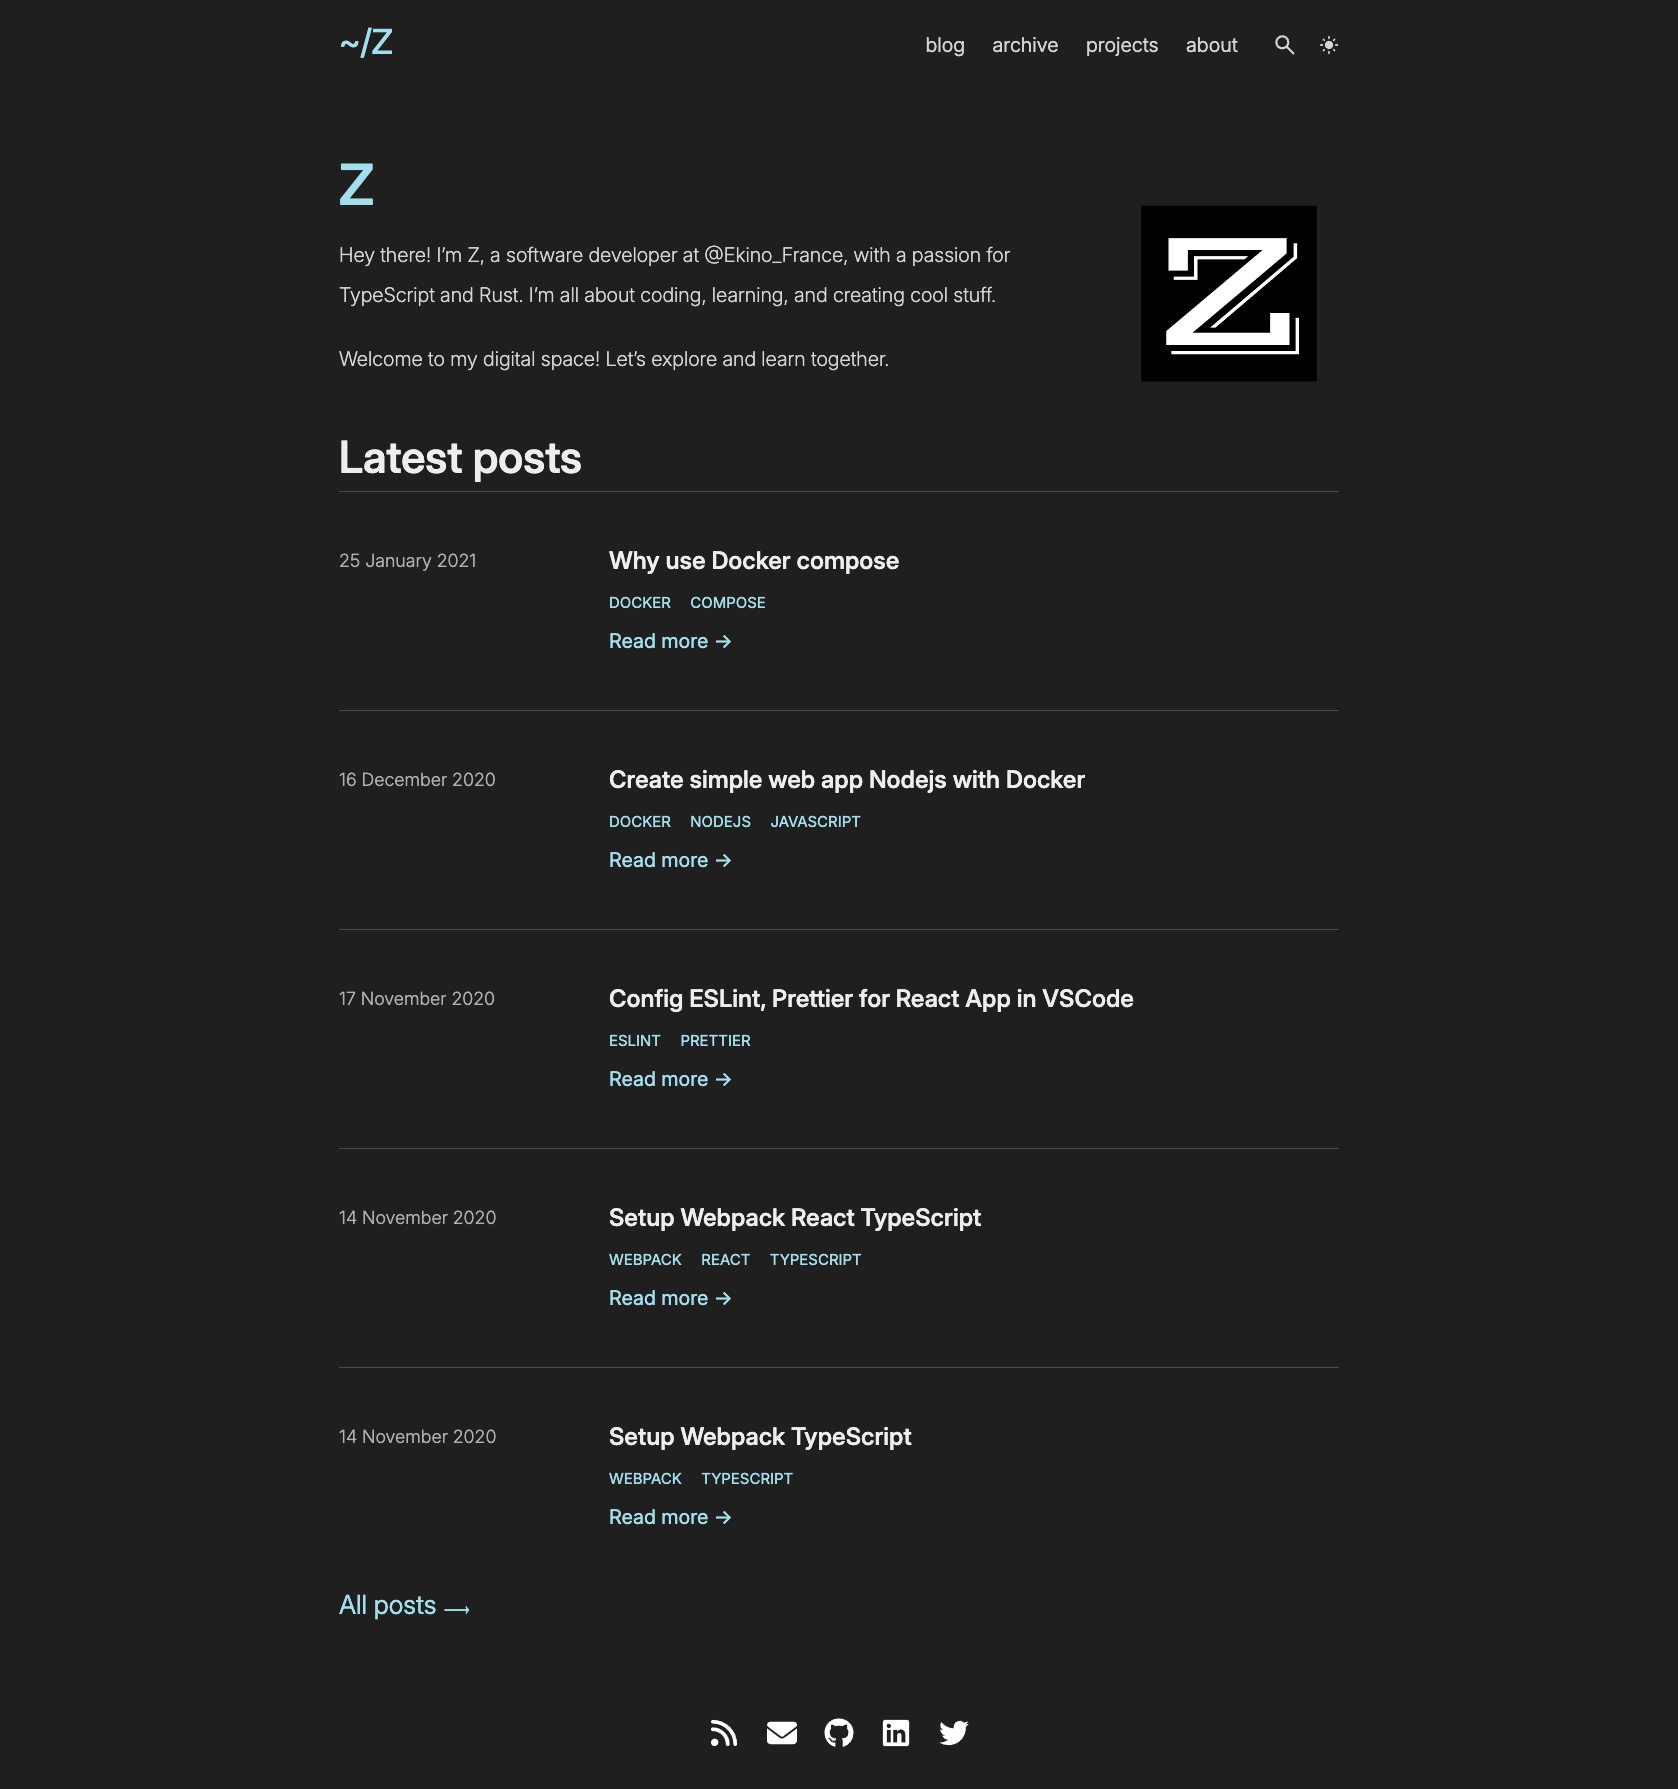 ~/Z
blog archive projects about
Z
Hey there! I’m Z, a software developer at @Ekino_France, with a passion for
TypeScript and Rust. I’m all about coding, learning, and creating cool stuff.
Welcome to my digital space! Let’s explore and learn together.
Z
Latest posts
25 January 2021
Why use Docker compose
DOCKER COMPOSE
Read more →
16 December 2020
Create simple web app Nodejs with Docker
DOCKER NODEJS JAVASCRIPT
Read more →
17 November 2020
Config ESLint, Prettier for React App in VSCode
ESLINT PRETTIER
Read more →
14 November 2020
Setup Webpack React TypeScript
WEBPACK REACT TYPESCRIPT
Read more →
14 November 2020
Setup Webpack TypeScript
WEBPACK TYPESCRIPT
Read more →
All posts ⟶
in